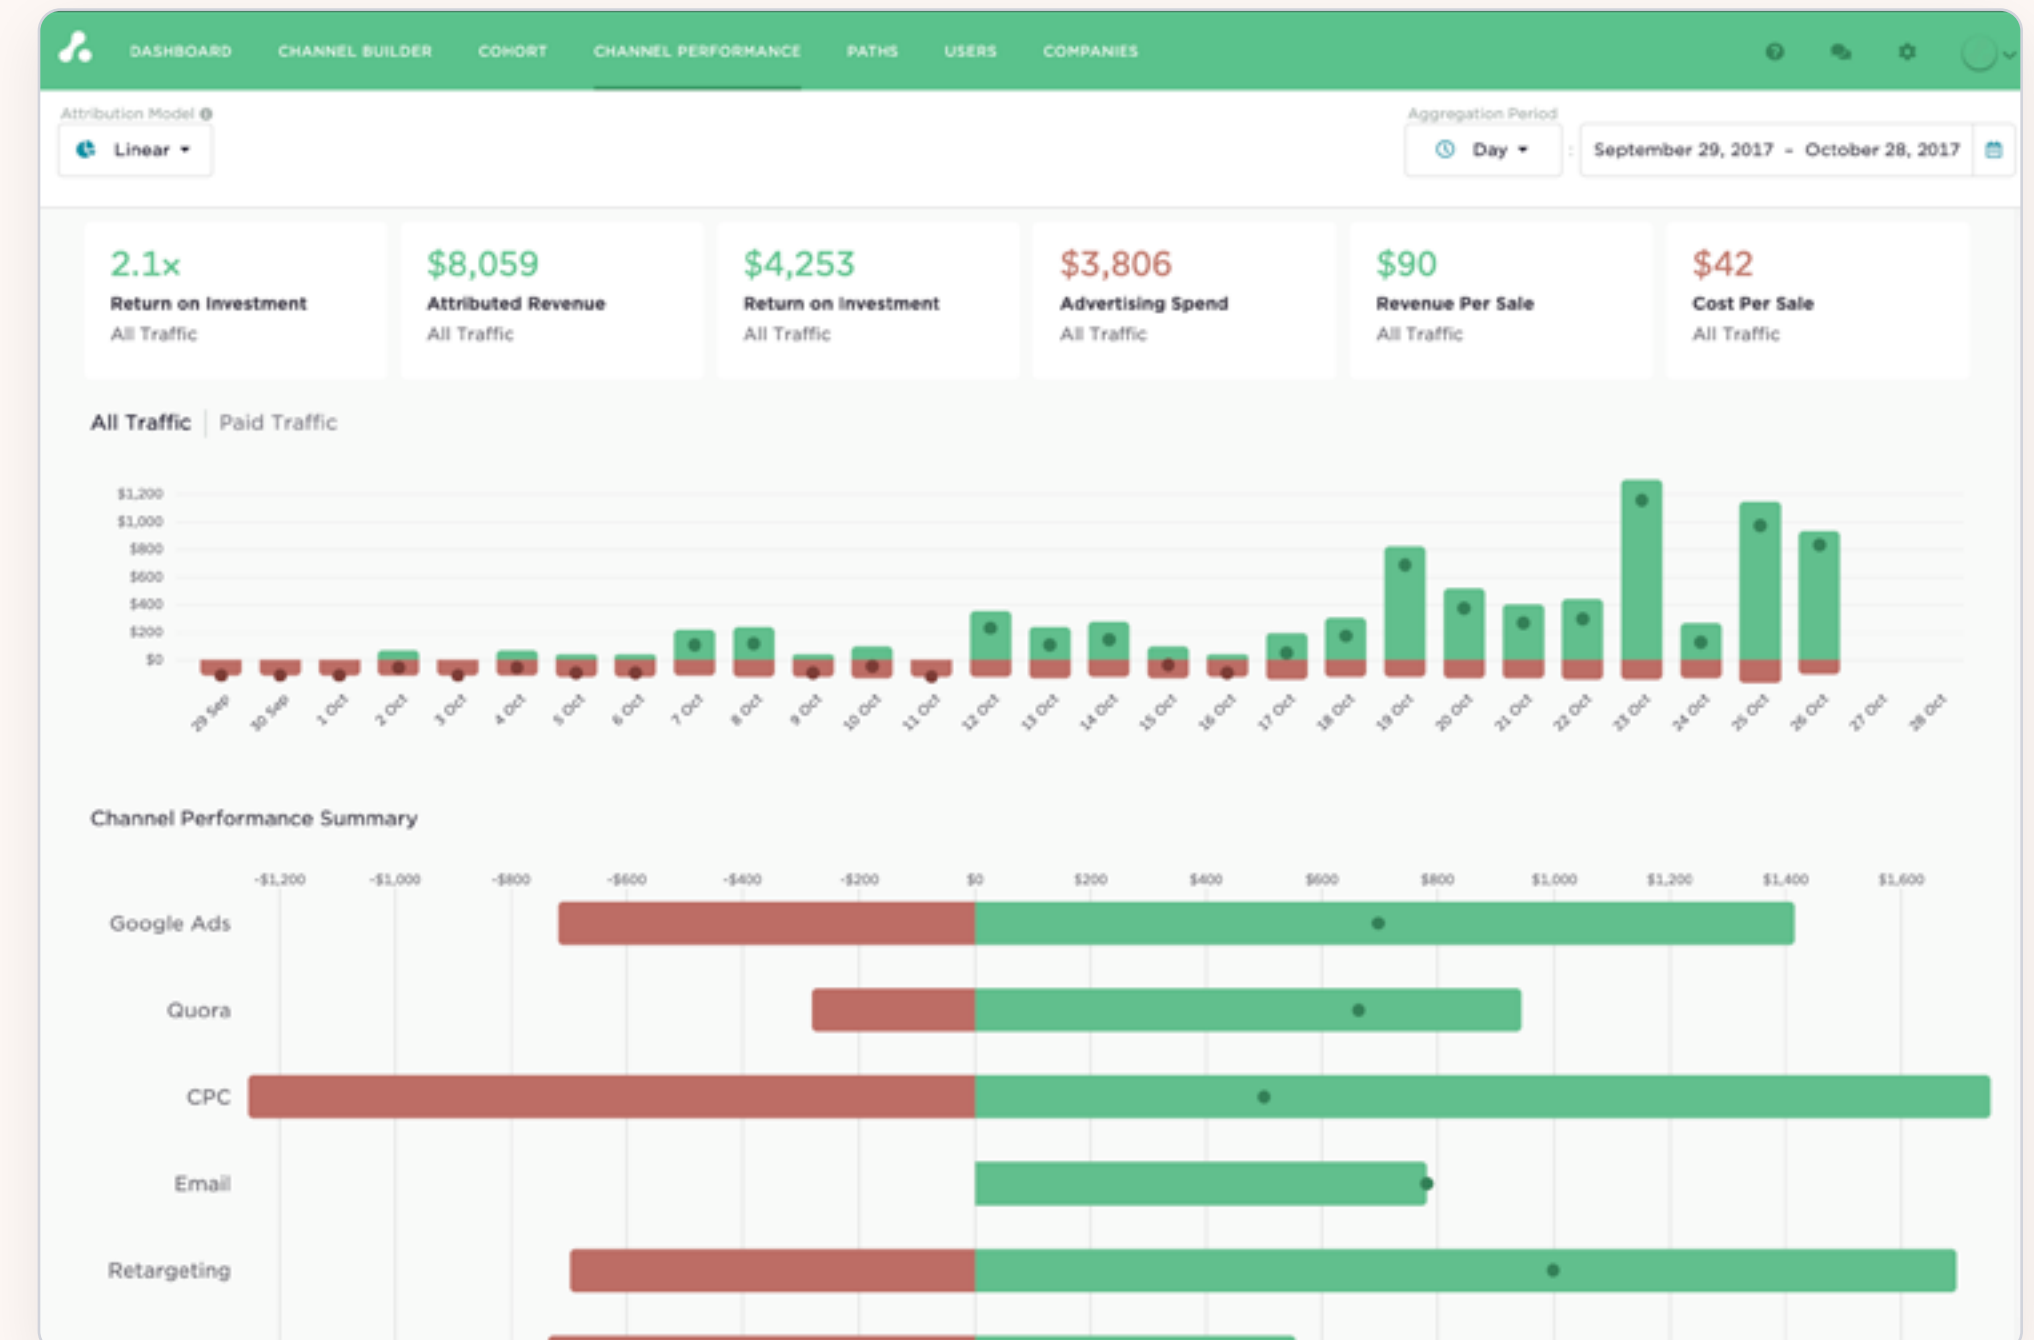 DASHBOARD CHANNEL BUILDER COHORT CHANNEL PERFORMANCE PATHS USERS COMPANIES
Attribution Model
Aggregation Period
Linear
Day
September 29, 2017 - October 28, 2017
2.1x $8,059 $4,253 $3,806 $90 $42
Return on Investment Attributed Revenue Return on Investment Advertising Spend Revenue Per Sale Cost Per Sale
All Traffic All Traffic All Traffic All Traffic All Traffic All Traffic
All Traffic | Paid Traffic
$1,200
$1,000
$800
$600
$400
$200
$0
29 Sep 30 Sep 1 Oct 2 Oct 3 Oct 4 Oct 5 Oct 6 Oct 7 Oct 8 Oct 9 Oct 10 Oct 11 Oct 12 Oct 13 Oct 14 Oct 15 Oct 16 Oct 17 Oct 18 Oct 19 Oct 20 Oct 21 Oct 22 Oct 23 Oct 24 Oct 25 Oct 26 Oct 27 Oct 28 Oct
Channel Performance Summary
-$1,200 -$1,000 -$800 -$600 -$400 -$200 $0 $200 $400 $600 $800 $1,000 $1,200 $1,400 $1,600
Google Ads
Quora
CPC
Email
Retargeting